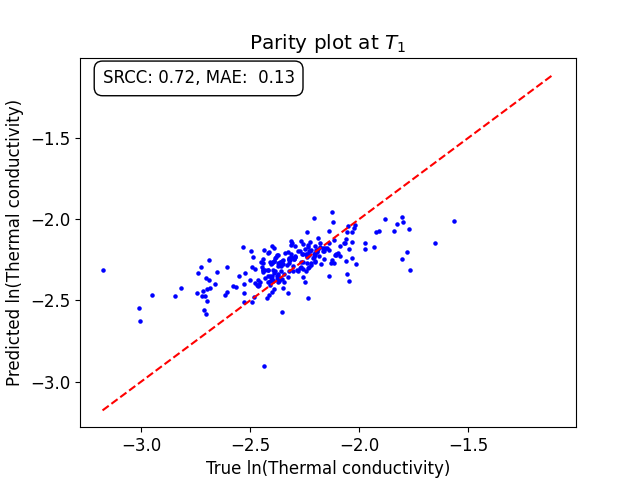 Parity plot at T₁
SRCC: 0.72, MAE:  0.13
Predicted ln(Thermal conductivity)
−1.5
−2.0
−2.5
−3.0
−3.0 −2.5 −2.0 −1.5
True ln(Thermal conductivity)